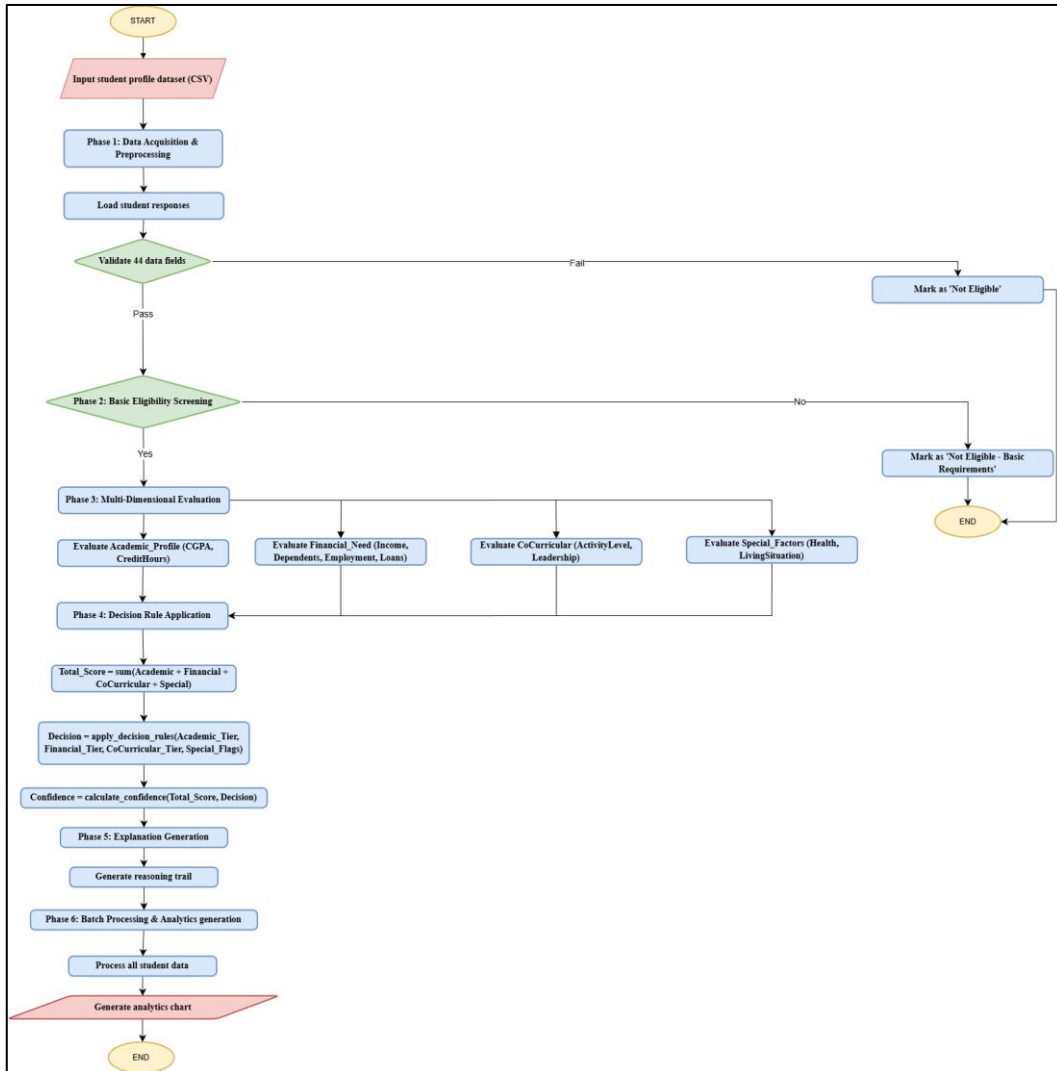 START
Input student profile dataset (CSV)
Phase 1: Data Acquisition &
Preprocessing
Load student responses
Validate 44 data fields
Fail
Mark as 'Not Eligible'
Pass
Phase 2: Basic Eligibility Screening
No
Yes
Mark as 'Not Eligible - Basic
Requirements'
END
Phase 3: Multi-Dimensional Evaluation
Evaluate Academic_Profile (CGPA,
CreditHours)
Evaluate Financial_Need (Income,
Dependents, Employment, Loans)
Evaluate CoCurricular (ActivityLevel,
Leadership)
Evaluate Special_Factors (Health,
LivingSituation)
Phase 4: Decision Rule Application
Total_Score = sum(Academic + Financial +
CoCurricular + Special)
Decision = apply_decision_rules(Academic_Tier,
Financial_Tier, CoCurricular_Tier, Special_Flags)
Confidence = calculate_confidence(Total_Score, Decision)
Phase 5: Explanation Generation
Generate reasoning trail
Phase 6: Batch Processing & Analytics generation
Process all student data
Generate analytics chart
END